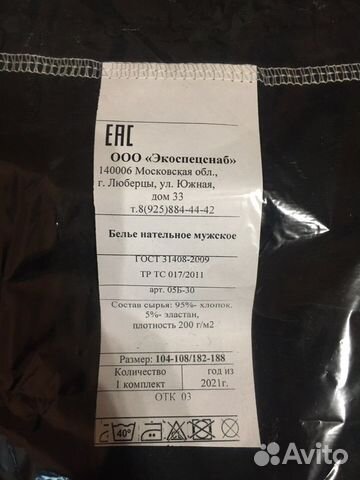 EAC
ООО «Экоспецснаб»
140006 Московская обл.,
г. Люберцы, ул. Южная,
дом 33
т.8(925)884-44-42
Белье нательное мужское
ГОСТ 31408-2009
ТР ТС 017/2011
арт. 05Б-30
Состав сырья: 95%- хлопок.
5%- эластан,
плотность 200 г/м2
Размер: 104-108/182-188
Количество год из
1 комплект 2021г.
ОТК 03
40°
Avito